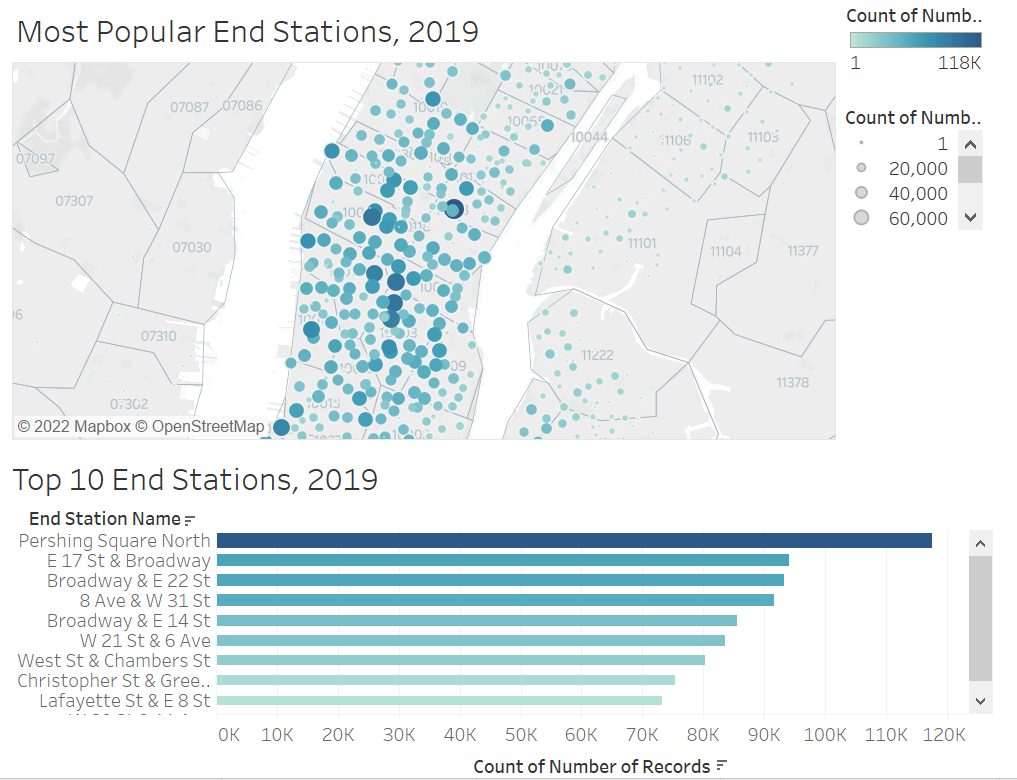 Most Popular End Stations, 2019
Count of Numb..
1 118K
Count of Numb..
1
20,000
40,000
60,000
11102
07087 07086
10021
10065
10044
11106
11103
07097
07307
07030
11101
11104
11377
07310
11222
11378
07302
10013
© 2022 Mapbox © OpenStreetMap
Top 10 End Stations, 2019
End Station Name
Pershing Square North
E 17 St & Broadway
Broadway & E 22 St
8 Ave & W 31 St
Broadway & E 14 St
W 21 St & 6 Ave
West St & Chambers St
Christopher St & Gree..
Lafayette St & E 8 St
0K 10K 20K 30K 40K 50K 60K 70K 80K 90K 100K 110K 120K
Count of Number of Records